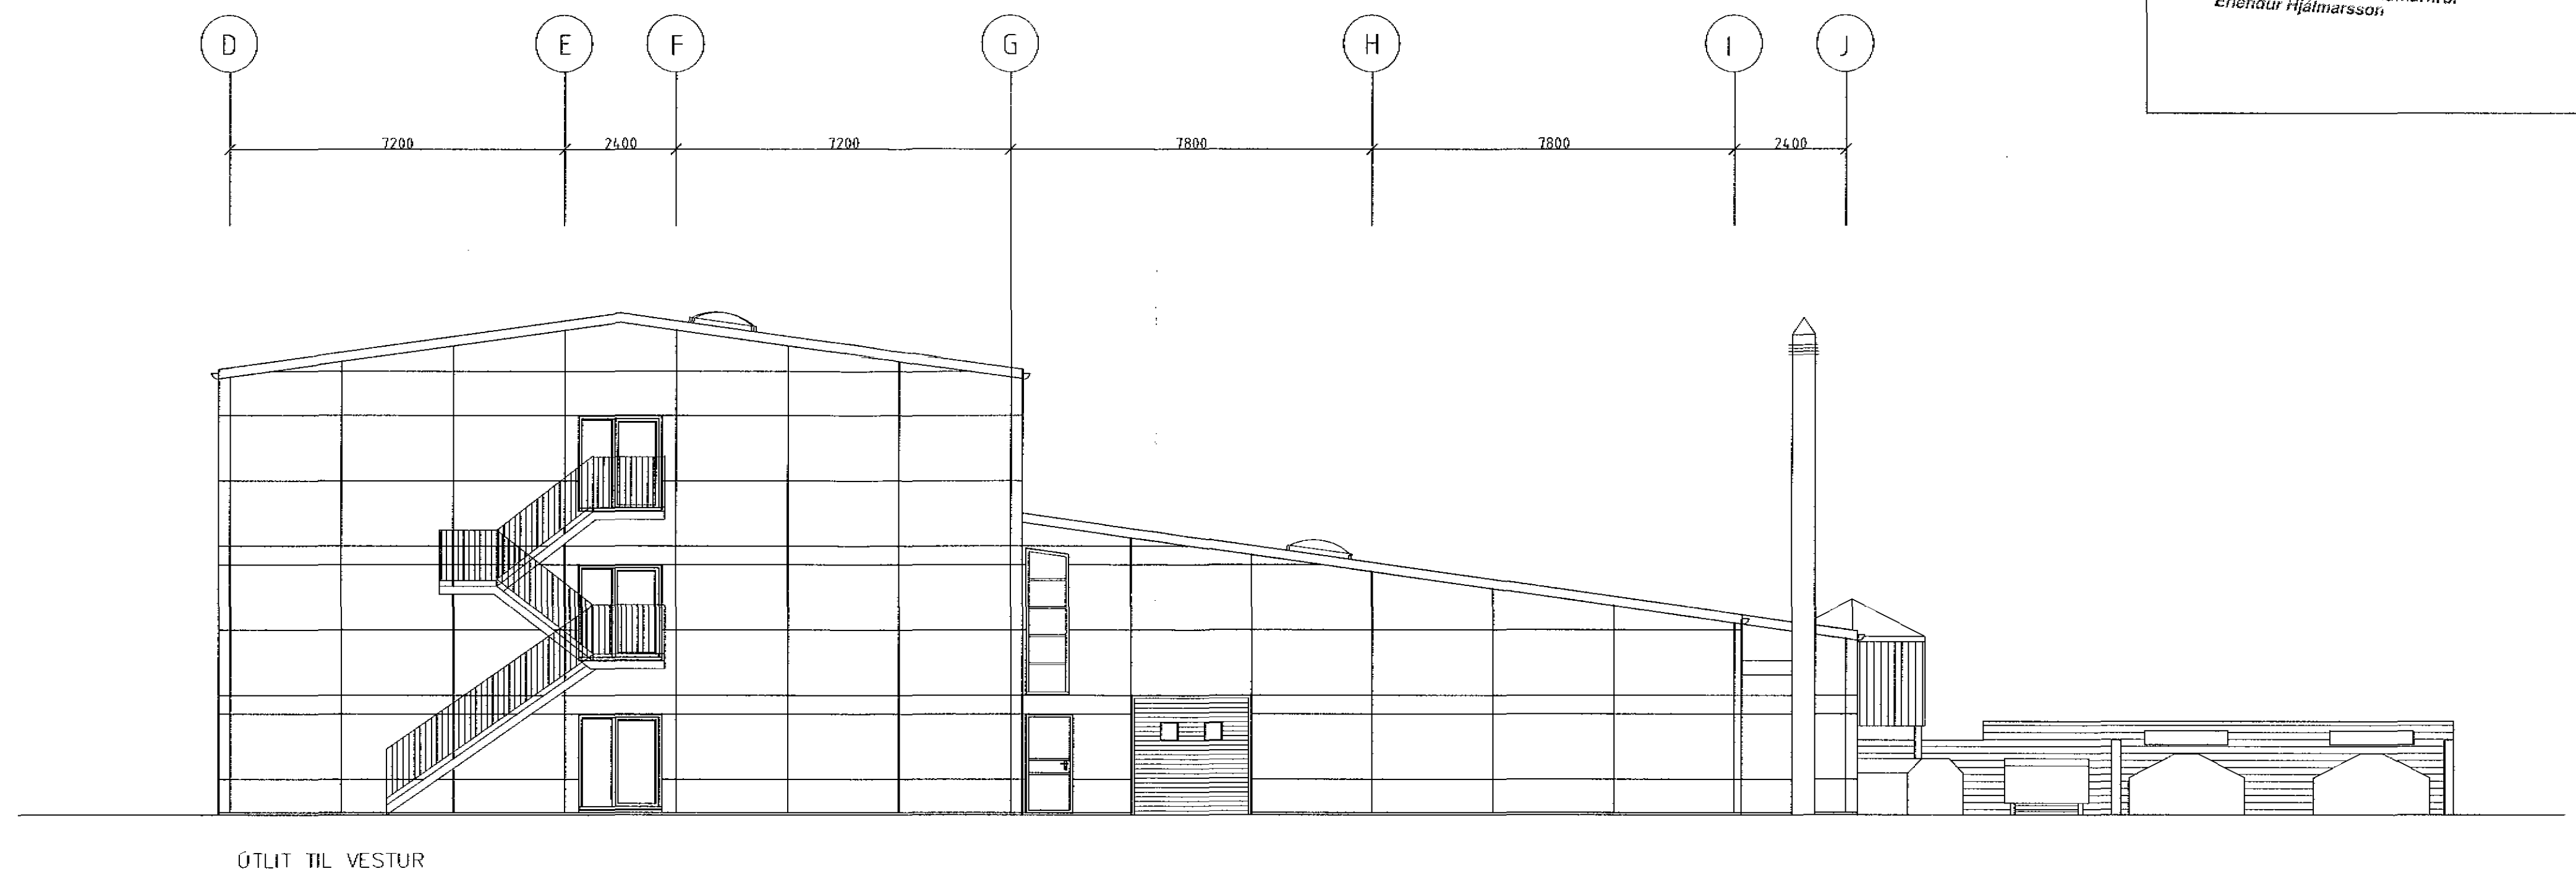 Erlendur Hjálmarsson
D E F G H I J
7200 2400 7200 7800 7800 2400
ÚTLIT TIL VESTUR